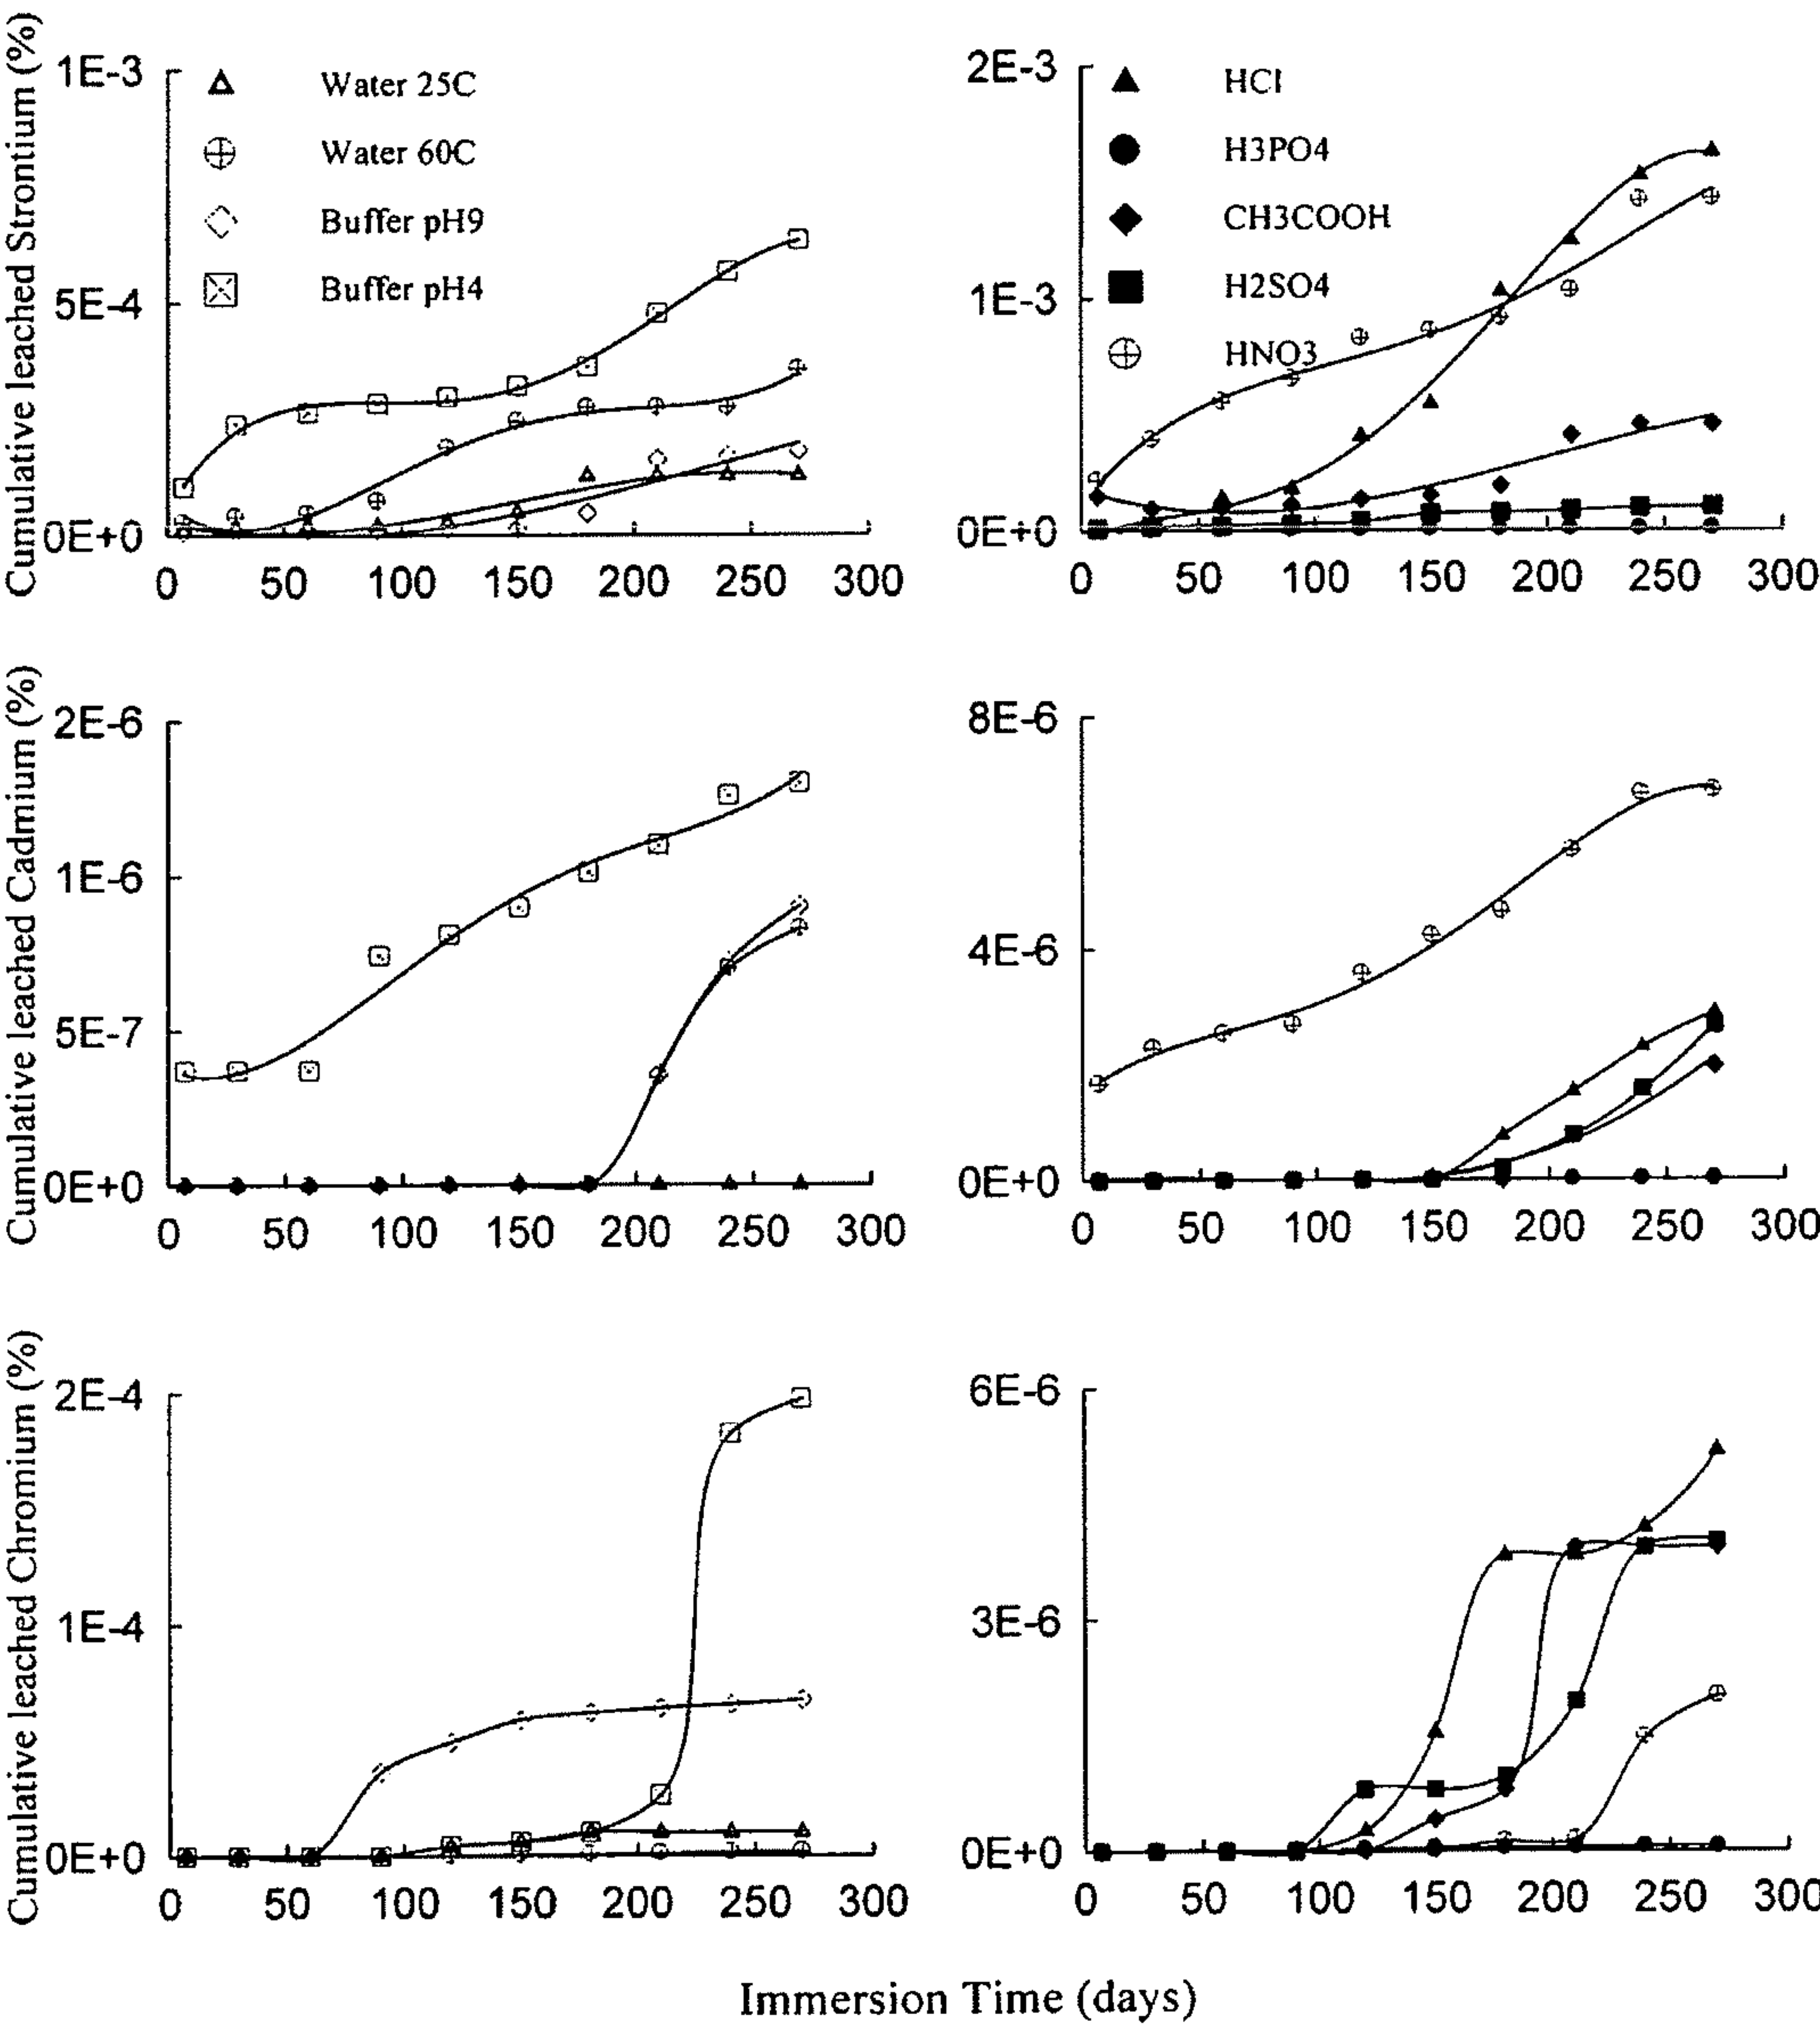 Cumulative leached Strontium (%)
1E-3
5E-4
0E+0
Water 25C
Water 60C
Buffer pH9
Buffer pH4
0 50 100 150 200 250 300
2E-3
1E-3
0E+0
HCl
H3PO4
CH3COOH
H2SO4
HNO3
0 50 100 150 200 250 300
Cumulative leached Cadmium (%)
2E-6
1E-6
5E-7
0E+0
0 50 100 150 200 250 300
8E-6
4E-6
0E+0
0 50 100 150 200 250 300
Cumulative leached Chromium (%)
2E-4
1E-4
0E+0
0 50 100 150 200 250 300
6E-6
3E-6
0E+0
0 50 100 150 200 250 300
Immersion Time (days)